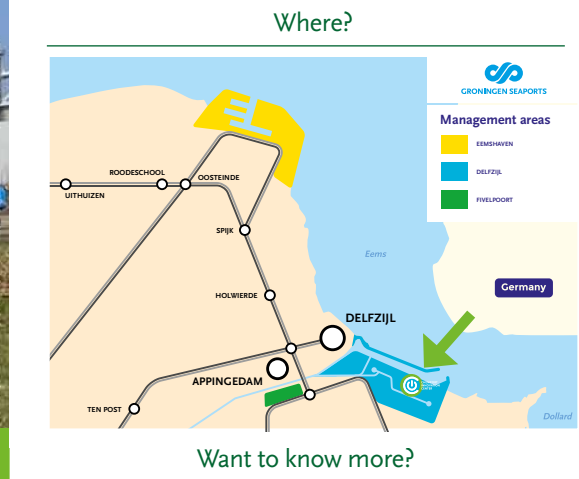 Where?
GRONINGEN SEAPORTS
Management areas
EEMSHAVEN
DELFZIJL
FIVELPOORT
ROODESCHOOL
OOSTEINDE
UITHUIZEN
SPIJK
Eems
Germany
HOLWIERDE
DELFZIJL
APPINGEDAM
TEN POST
Dollard
Want to know more?